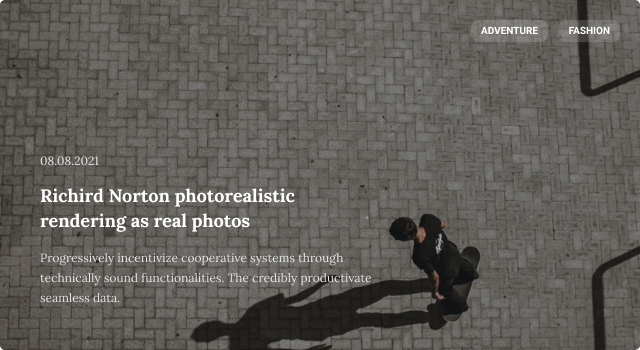 ADVENTURE FASHION
08.08.2021
Richird Norton photorealistic
rendering as real photos
Progressively incentivize cooperative systems through
technically sound functionalities. The credibly productivate
seamless data.